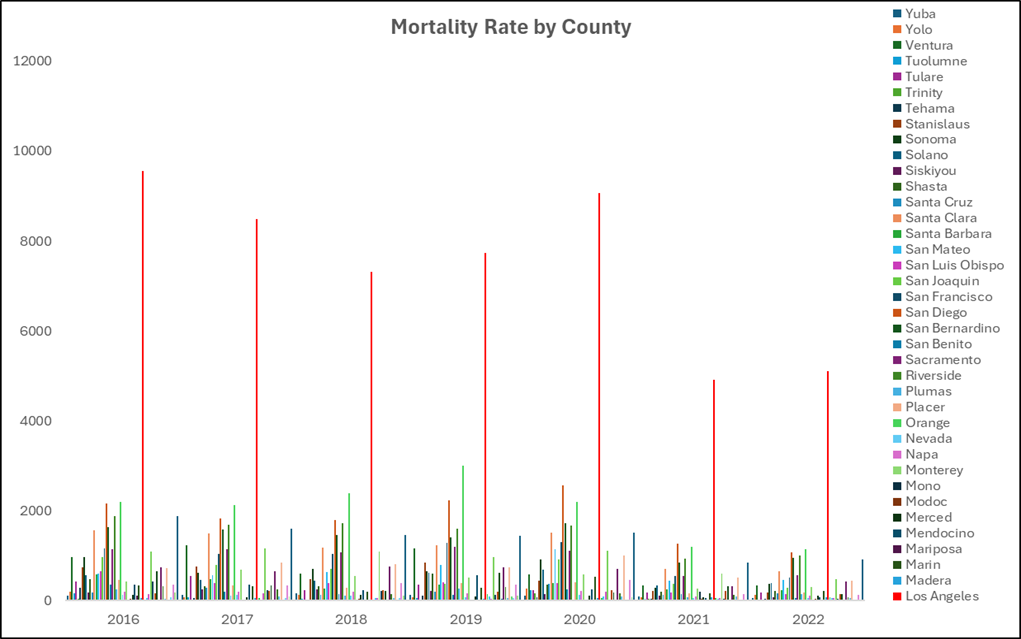 Mortality Rate by County
12000
10000
8000
6000
4000
2000
0
2016
2017
2018
2019
2020
2021
2022
Yuba
Yolo
Ventura
Tuolumne
Tulare
Trinity
Tehama
Stanislaus
Sonoma
Solano
Siskiyou
Shasta
Santa Cruz
Santa Clara
Santa Barbara
San Mateo
San Luis Obispo
San Joaquin
San Francisco
San Diego
San Bernardino
San Benito
Sacramento
Riverside
Plumas
Placer
Orange
Nevada
Napa
Monterey
Mono
Modoc
Merced
Mendocino
Mariposa
Marin
Madera
Los Angeles